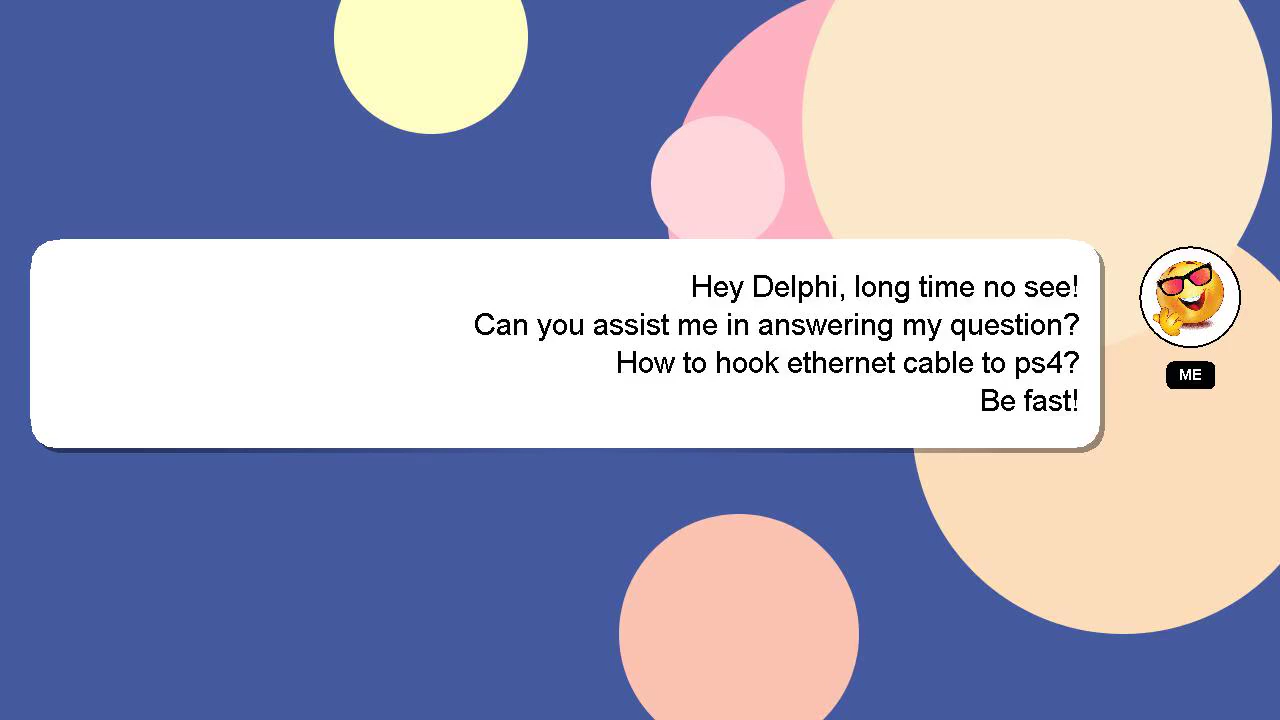 Hey Delphi, long time no see!
Can you assist me in answering my question?
How to hook ethernet cable to ps4?
Be fast!
ME